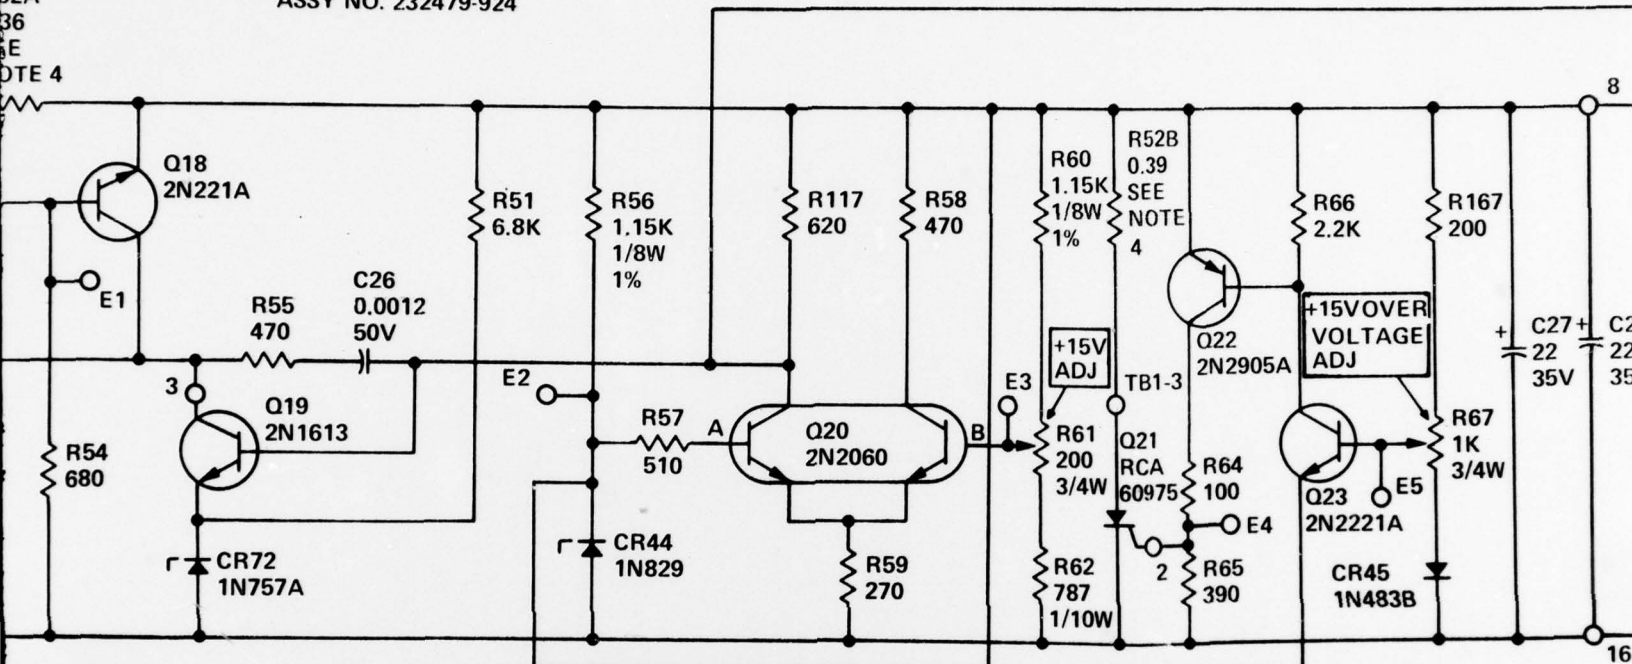 ASSY NO. 232479-924
36
E
OTE 4
Q18
2N221A
E1
R54
680
R55
470
C26
0.0012
50V
3
Q19
2N1613
CR72
1N757A
R51
6.8K
R56
1.15K
1/8W
1%
E2
R57
510
A
CR44
1N829
R117
620
R58
470
Q20
2N2060
B
R59
270
E3
R60
1.15K
1/8W
1%
+15V
ADJ
R61
200
3/4W
R62
787
1/10W
R52B
0.39
SEE
NOTE
4
TB1-3
Q21
RCA
60975
2
Q22
2N2905A
R64
100
E4
R65
390
R66
2.2K
+15V OVER
VOLTAGE
ADJ
Q23
2N2221A
E5
R167
200
R67
1K
3/4W
CR45
1N483B
+
C27
22
35V
+
8
16